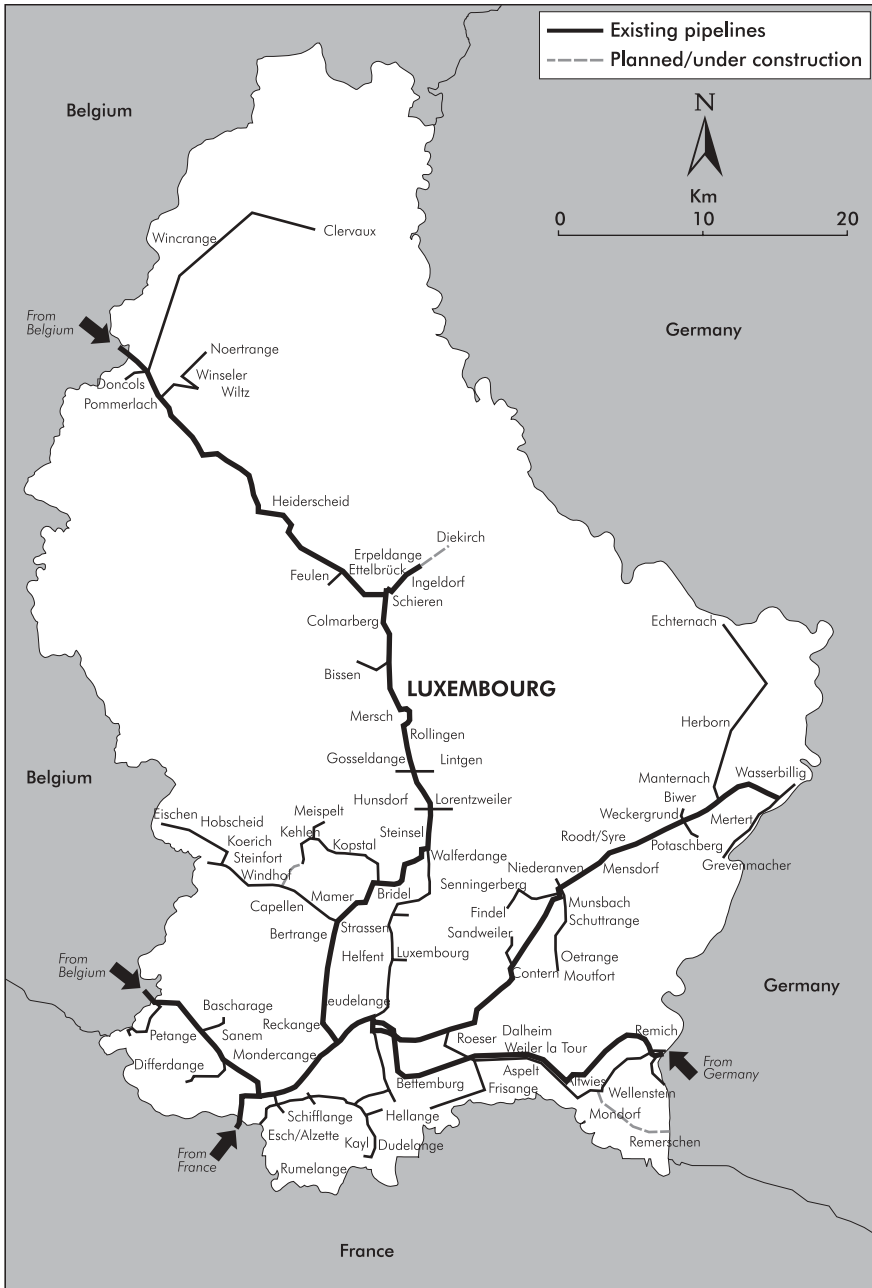 Existing pipelines
Planned/under construction
Belgium
N
Km
0 10 20
Clervaux
Wincrange
From
Belgium
Germany
Noertrange
Doncols
Winseler
Wiltz
Pommerlach
Heiderscheid
Diekirch
Erpeldange
Feulen
Ettelbrück
Ingeldorf
Schieren
Colmarberg
Echternach
Bissen
LUXEMBOURG
Mersch
Rollingen
Herborn
Gosseldange
Lintgen
Belgium
Manternach
Wasserbillig
Eischen
Hobscheid
Meispelt
Hunsdorf
Lorentzweiler
Biwer
Weckergrund
Mertert
Koerich
Kehlen
Kopstal
Steinsel
Roodt/Syre
Potaschberg
Steinfort
Windhof
Walferdange
Niederanven
Mensdorf
Grevenmacher
Mamer
Bridel
Senningerberg
Capellen
Findel
Munsbach
Schuttrange
Bertrange
Strassen
Sandweiler
Helfent
Luxembourg
Oetrange
Contern
Moutfort
From
Belgium
Germany
Leudelange
Bascharage
Reckange
Petange
Sanem
Roeser
Dalheim
Remich
Mondercange
Weiler la Tour
Differdange
Aspelt
From
Germany
Bettemburg
Frisange
Altwies
Wellenstein
Schifflange
Hellange
Mondorf
Esch/Alzette
Kayl
Dudelange
Remerschen
From
France
Rumelange
France